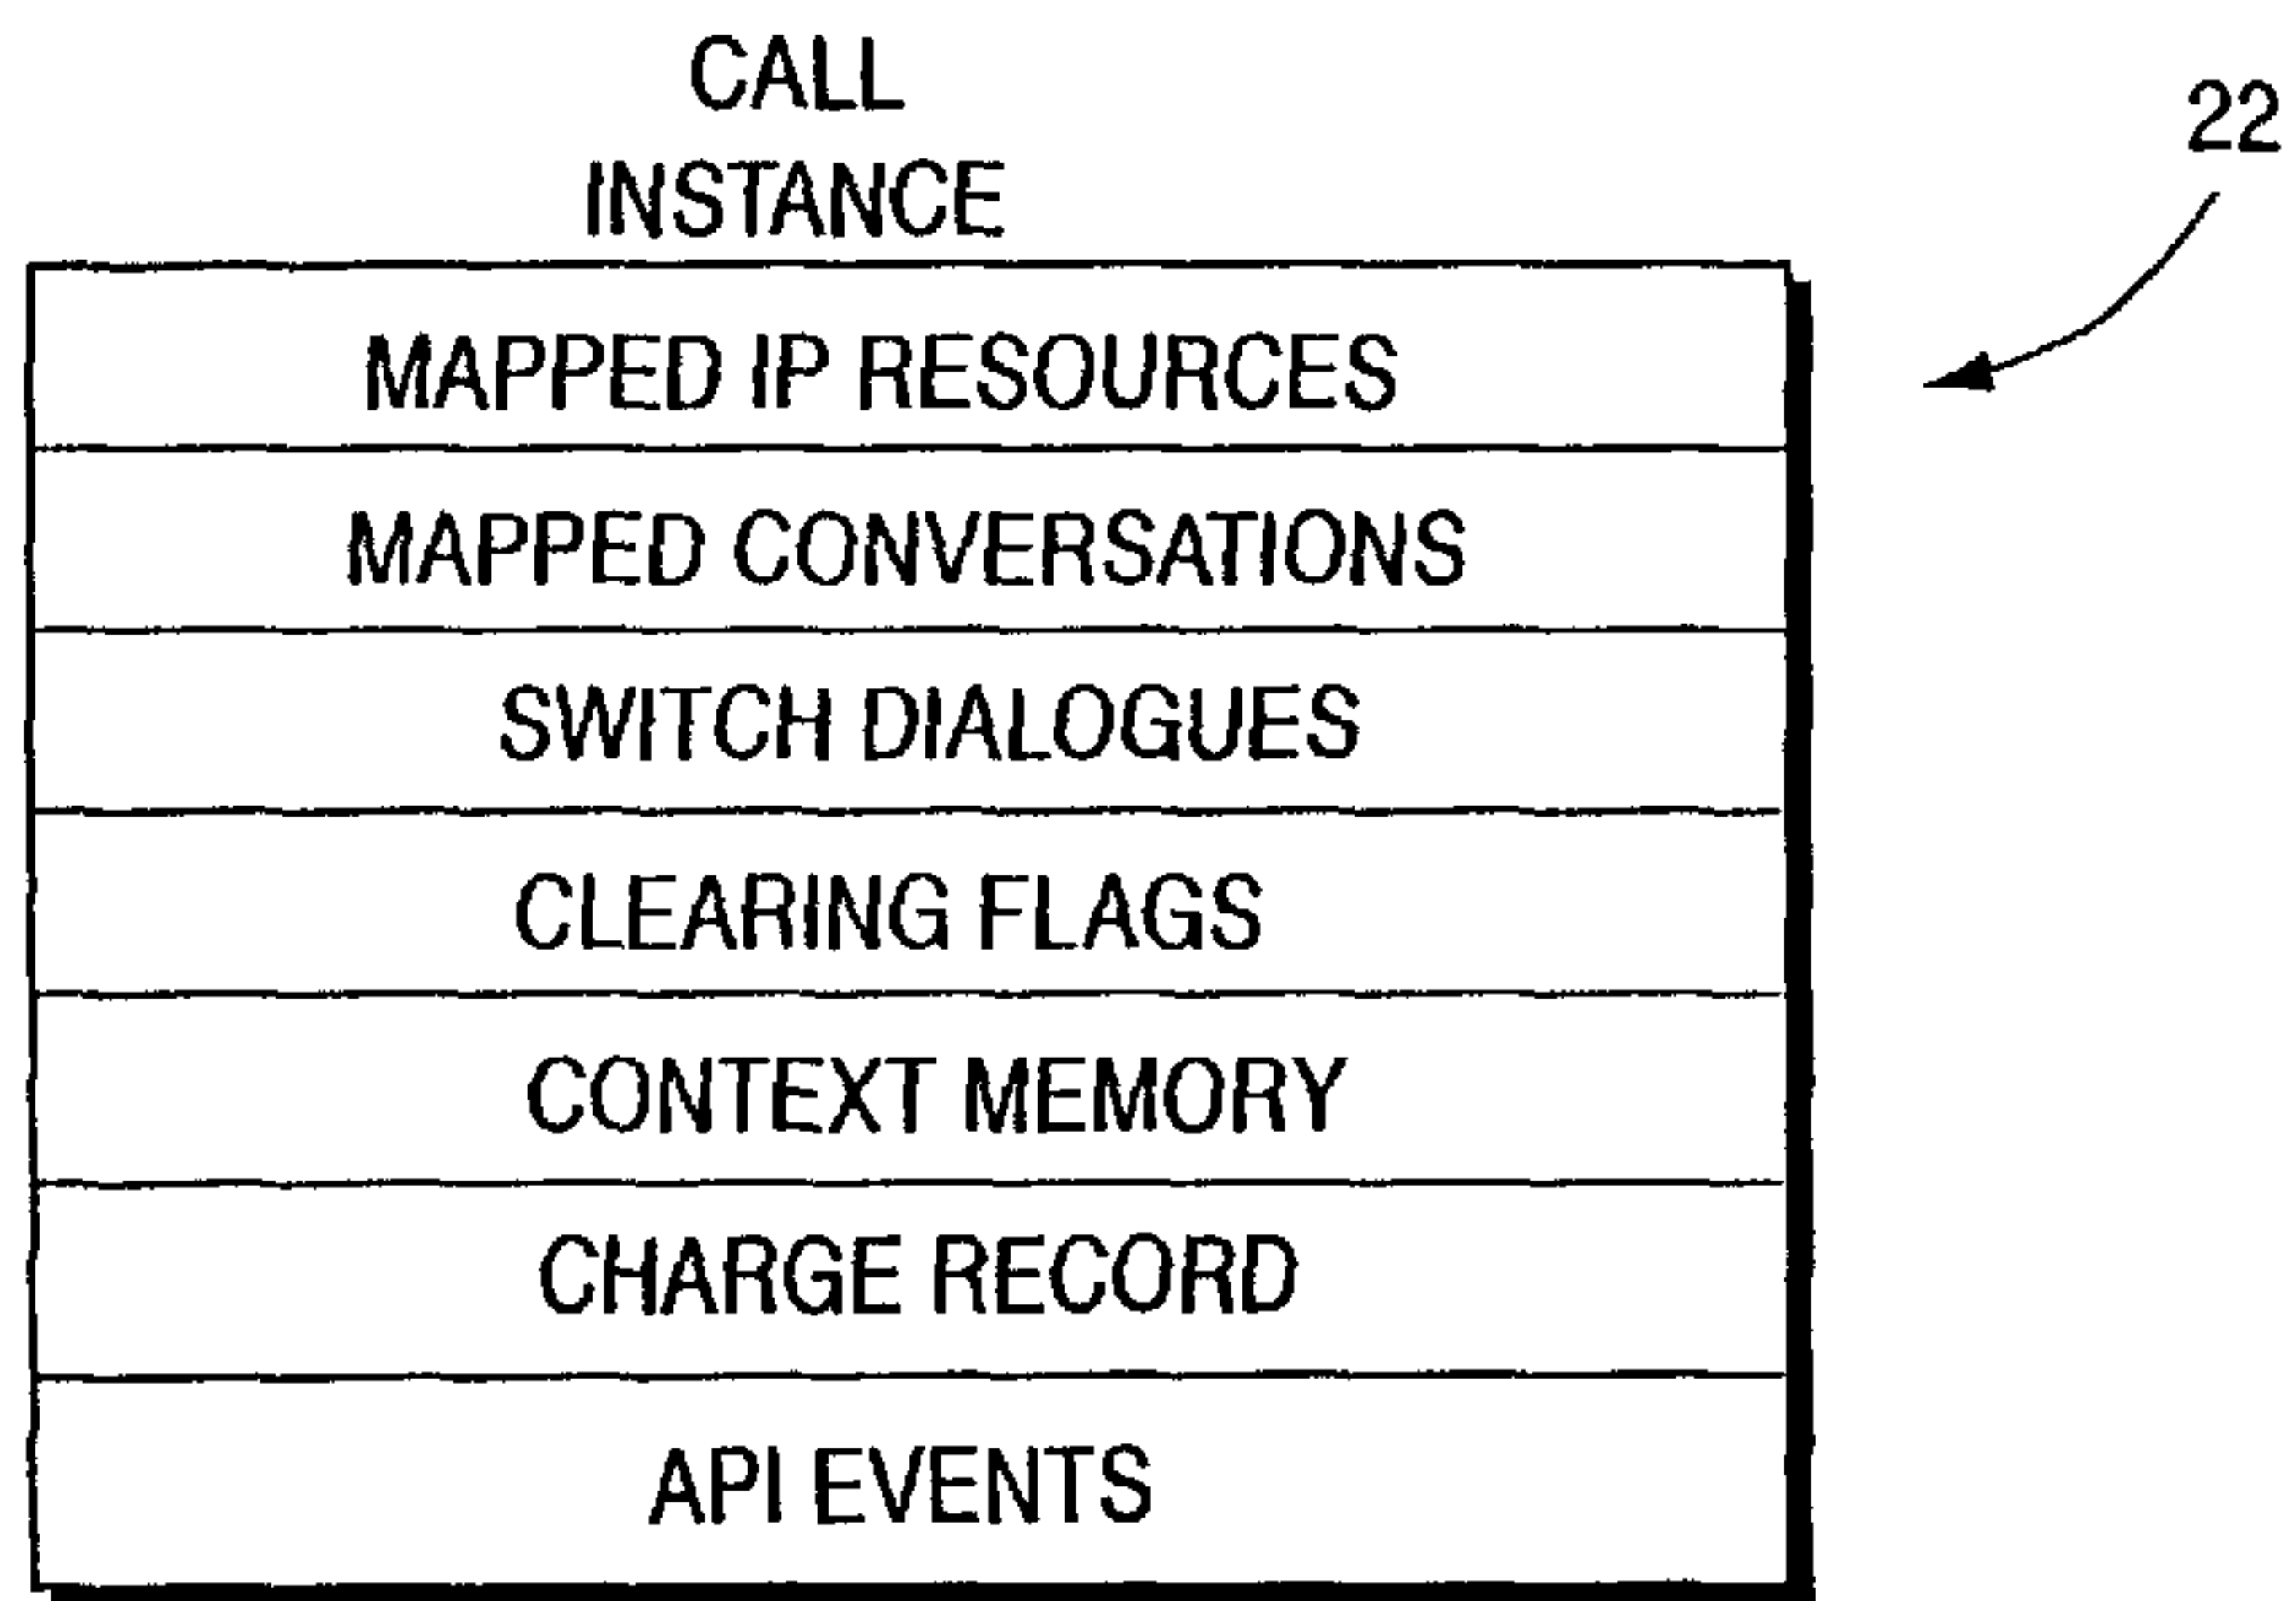 CALL
INSTANCE
22
MAPPED IP RESOURCES
MAPPED CONVERSATIONS
SWITCH DIALOGUES
CLEARING FLAGS
CONTEXT MEMORY
CHARGE RECORD
API EVENTS